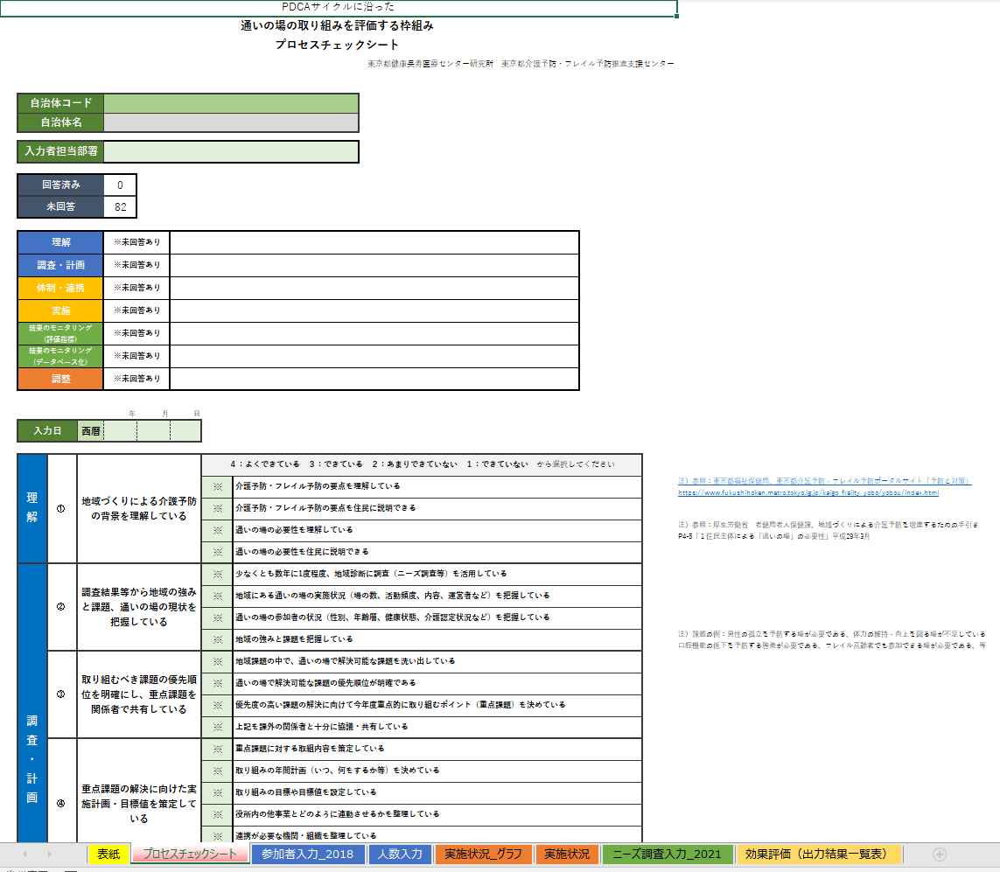 PDCAサイクルに沿った
通いの場の取り組みを評価する枠組み
プロセスチェックシート
東京都健康長寿医療センター研究所　東京都介護予防・フレイル予防推進支援センター
自治体コード
自治体名
入力者担当部署
回答済み 0
未回答 82
理解 ※未回答あり
調査・計画 ※未回答あり
体制・連携 ※未回答あり
実施 ※未回答あり
結果のモニタリング
(評価指標)
※未回答あり
結果のモニタリング
(データベース化)
※未回答あり
調整 ※未回答あり
年 月 日
入力日 西暦
4：よくできている　3：できている　2：あまりできていない　1：できていない　から選択してください
理解
①
地域づくりによる介護予防
の背景を理解している
※ 介護予防・フレイル予防の要点を理解している
※ 介護予防・フレイル予防の要点を住民に説明できる
※ 通いの場の必要性を理解している
※ 通いの場の必要性を住民に説明できる
注）参照：東京都福祉保健局、東京都介護予防・フレイル予防ポータルサイト「予防と対策」
https://www.fukushihoken.metro.tokyo.lg.jp/kaigo_frailty_yobo/yobou/index.html
注）参照：厚生労働省　老健局老人保健課、地域づくりによる介護予防を増進するための手引き
P4-5「１住民主体による「通いの場」の必要性」平成29年3月
調査・計画
②
調査結果等から地域の強み
と課題、通いの場の現状を
把握している
※ 少なくとも数年に1度程度、地域診断に調査（ニーズ調査等）を活用している
※ 地域にある通いの場の実施状況（場の数、活動頻度、内容、運営者など）を把握している
※ 通いの場の参加者の状況（性別、年齢層、健康状態、介護認定状況など）を把握している
※ 地域の強みと課題を把握している
注）課題の例：男性の孤立を予防する場が必要である、体力の維持・向上を図る場が不足している
口腔機能の低下を予防する啓発が必要である、フレイル高齢者でも参加できる場が必要である、等
③
取り組むべき課題の優先順
位を明確にし、重点課題を
関係者で共有している
※ 地域課題の中で、通いの場で解決可能な課題を洗い出している
※ 通いの場で解決可能な課題の優先順位が明確である
※ 優先度の高い課題の解決に向けて今年度重点的に取り組むポイント（重点課題）を決めている
※ 上記を課外の関係者と十分に協議・共有している
④
重点課題の解決に向けた実
施計画・目標値を策定して
いる
※ 重点課題に対する取組内容を策定している
※ 取り組みの年間計画（いつ、何をするか等）を決めている
※ 取り組みの目標や目標値を設定している
※ 役所内の他事業とどのように連動させるかを整理している
※ 連携が必要な機関・組織を整理している
表紙 プロセスチェックシート 参加者入力_2018 人数入力 実施状況_グラフ 実施状況 ニーズ調査入力_2021 効果評価（出力結果一覧表）